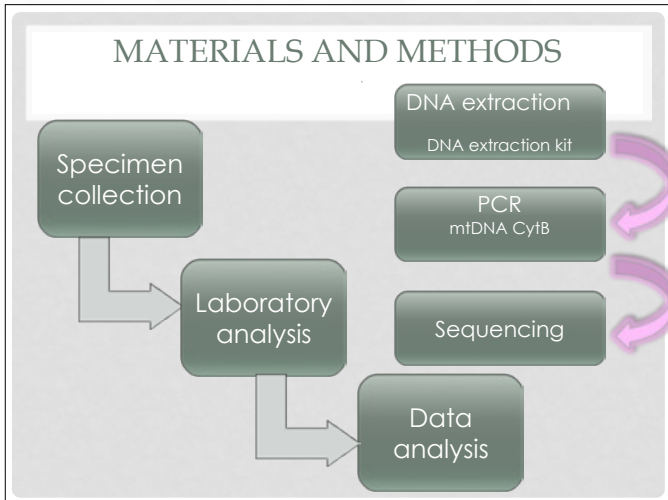 MATERIALS AND METHODS
Specimen
collection
Laboratory
analysis
Data
analysis
DNA extraction
DNA extraction kit
PCR
mtDNA CytB
Sequencing